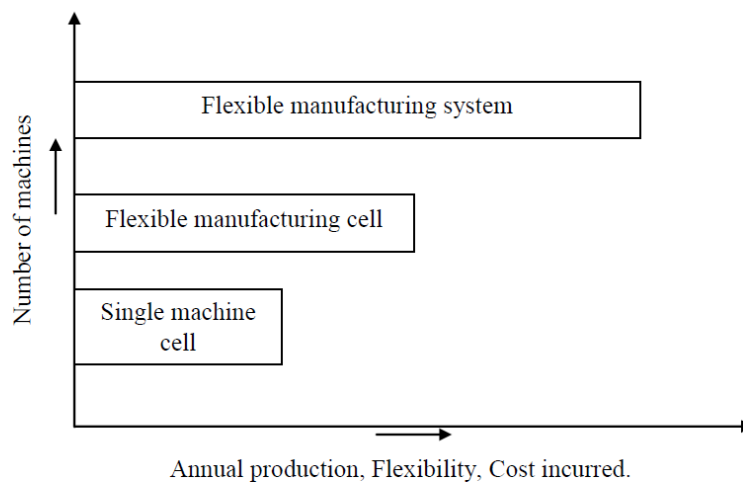 Flexible manufacturing system
Number of machines
Flexible manufacturing cell
Single machine
cell
Annual production, Flexibility, Cost incurred.